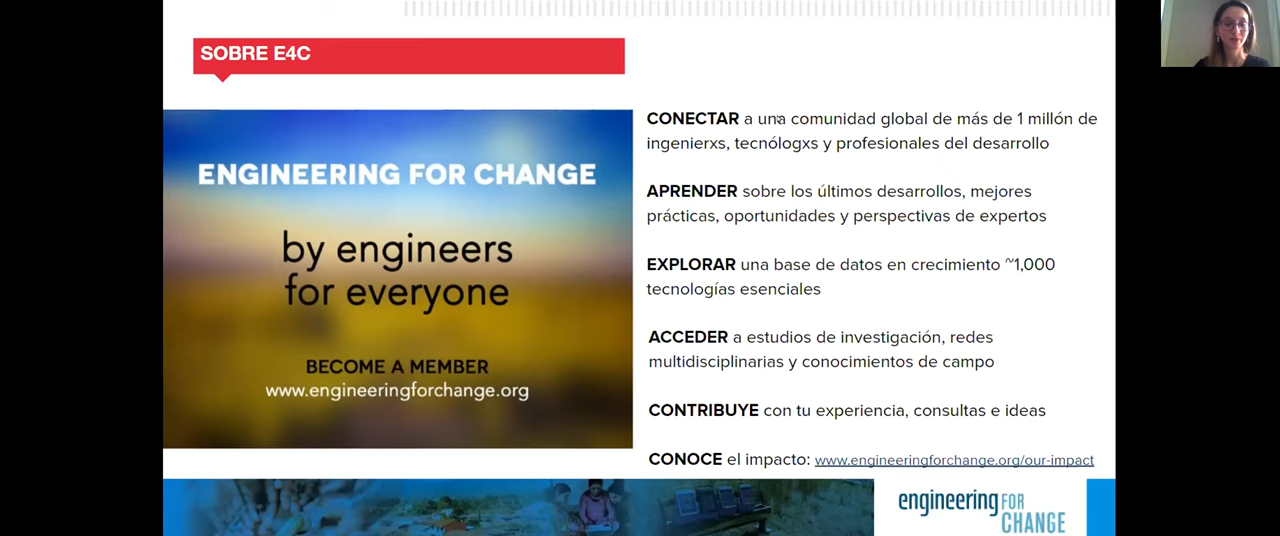 SOBRE E4C
ENGINEERING FOR CHANGE
by engineers
for everyone
BECOME A MEMBER
www.engineeringforchange.org
CONECTAR a una comunidad global de más de 1 millón de
ingenierxs, tecnólogxs y profesionales del desarrollo
APRENDER sobre los últimos desarrollos, mejores
prácticas, oportunidades y perspectivas de expertos
EXPLORAR una base de datos en crecimiento ~1,000
tecnologías esenciales
ACCEDER a estudios de investigación, redes
multidisciplinarias y conocimientos de campo
CONTRIBUYE con tu experiencia, consultas e ideas
CONOCE el impacto: www.engineeringforchange.org/our-impact
engineering FOR
CHANGE